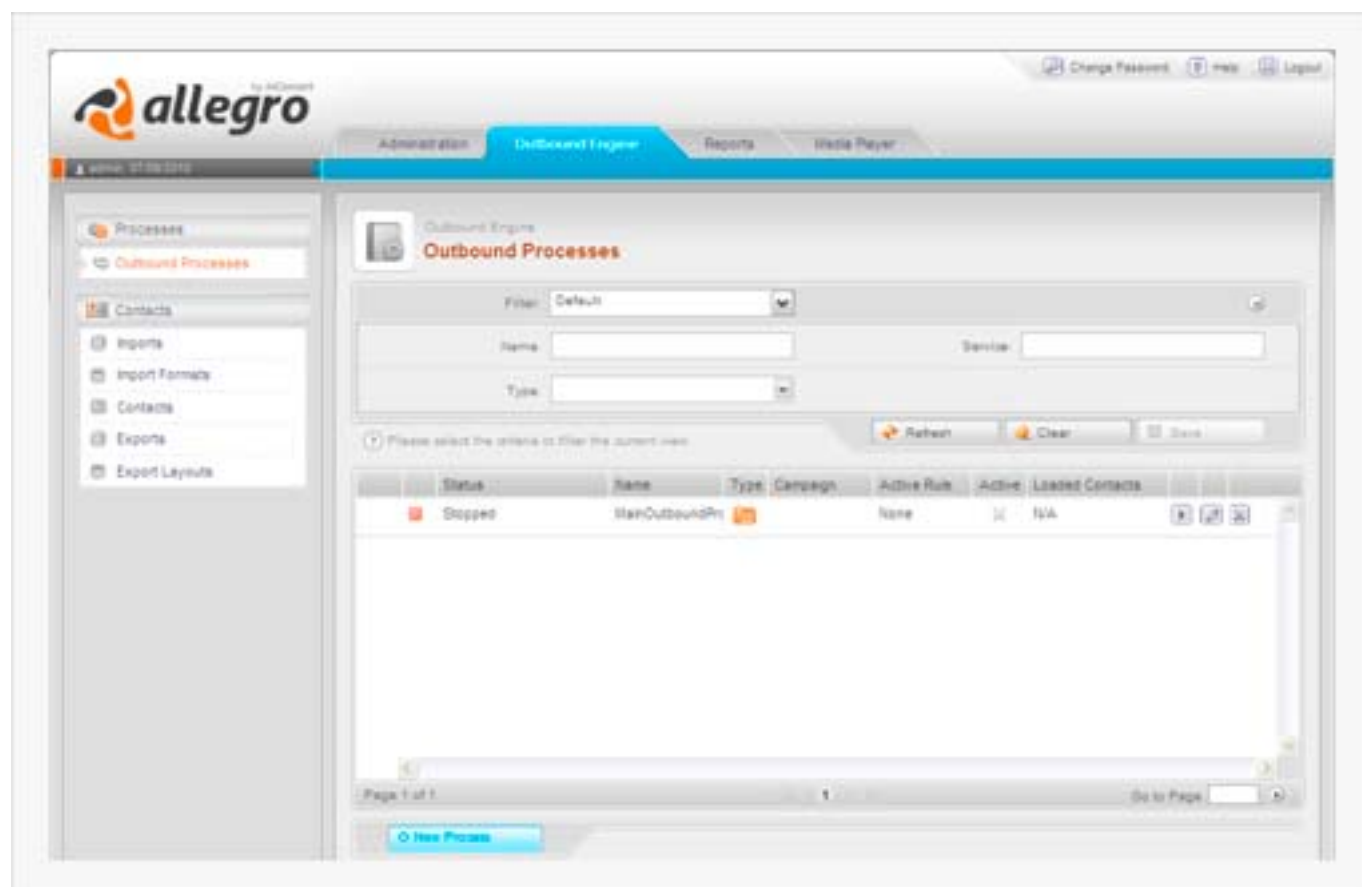 Change Password Help Logout
allegro
Administration Outbound Engine Reports Media Player
Processes
Outbound Processes
Contacts
Imports
Import Formats
Contacts
Exports
Export Layouts
Outbound Engine
Outbound Processes
Filter Default
Name Service
Type
Please select the criteria to filter the current view
Refresh Clear Save
Status Name Type Campaign Active Rule Active Loaded Contacts
Stopped MainOutboundPr None N/A
Page 1 of 1 1 Go to Page
New Process